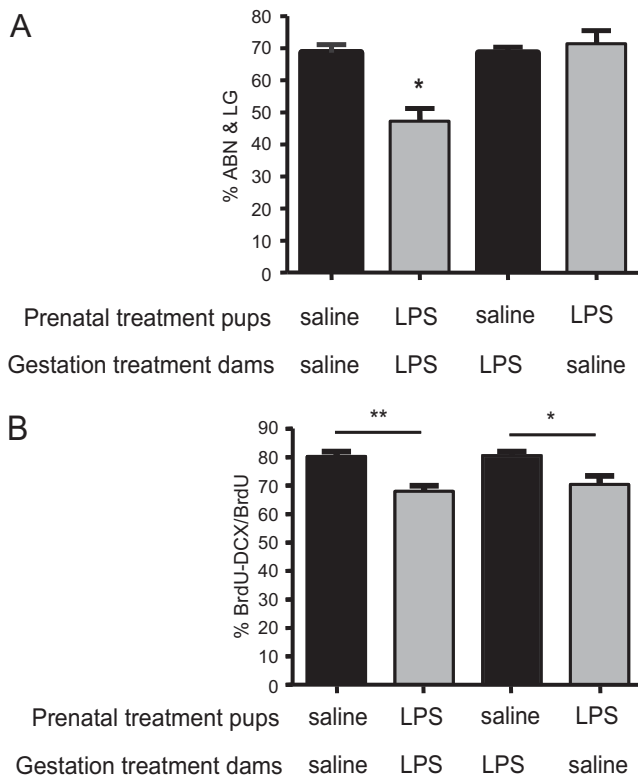 A
80
70
60
50
40
30
20
10
0
% ABN & LG
*
Prenatal treatment pups saline LPS saline LPS
Gestation treatment dams saline LPS LPS saline
B
90
80
70
60
50
40
30
20
10
0
% BrdU-DCX/BrdU
** *
Prenatal treatment pups saline LPS saline LPS
Gestation treatment dams saline LPS LPS saline